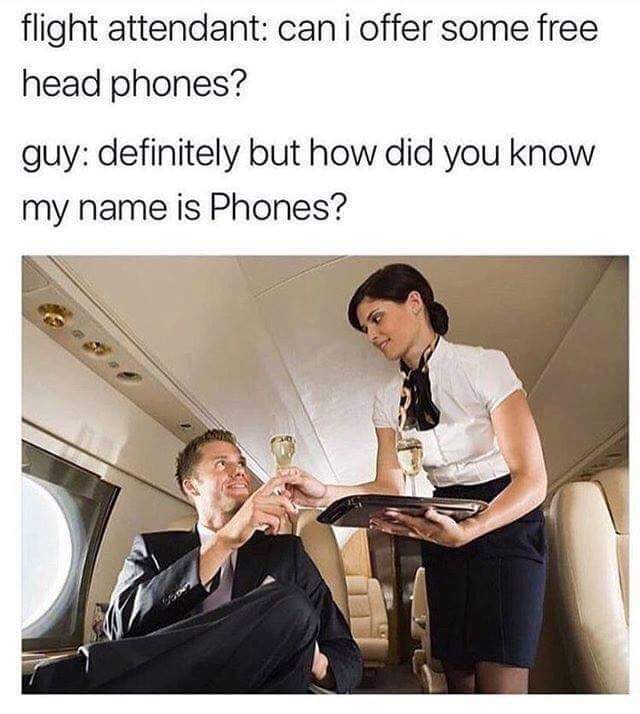 flight attendant: can i offer some free
head phones?
guy: definitely but how did you know
my name is Phones?